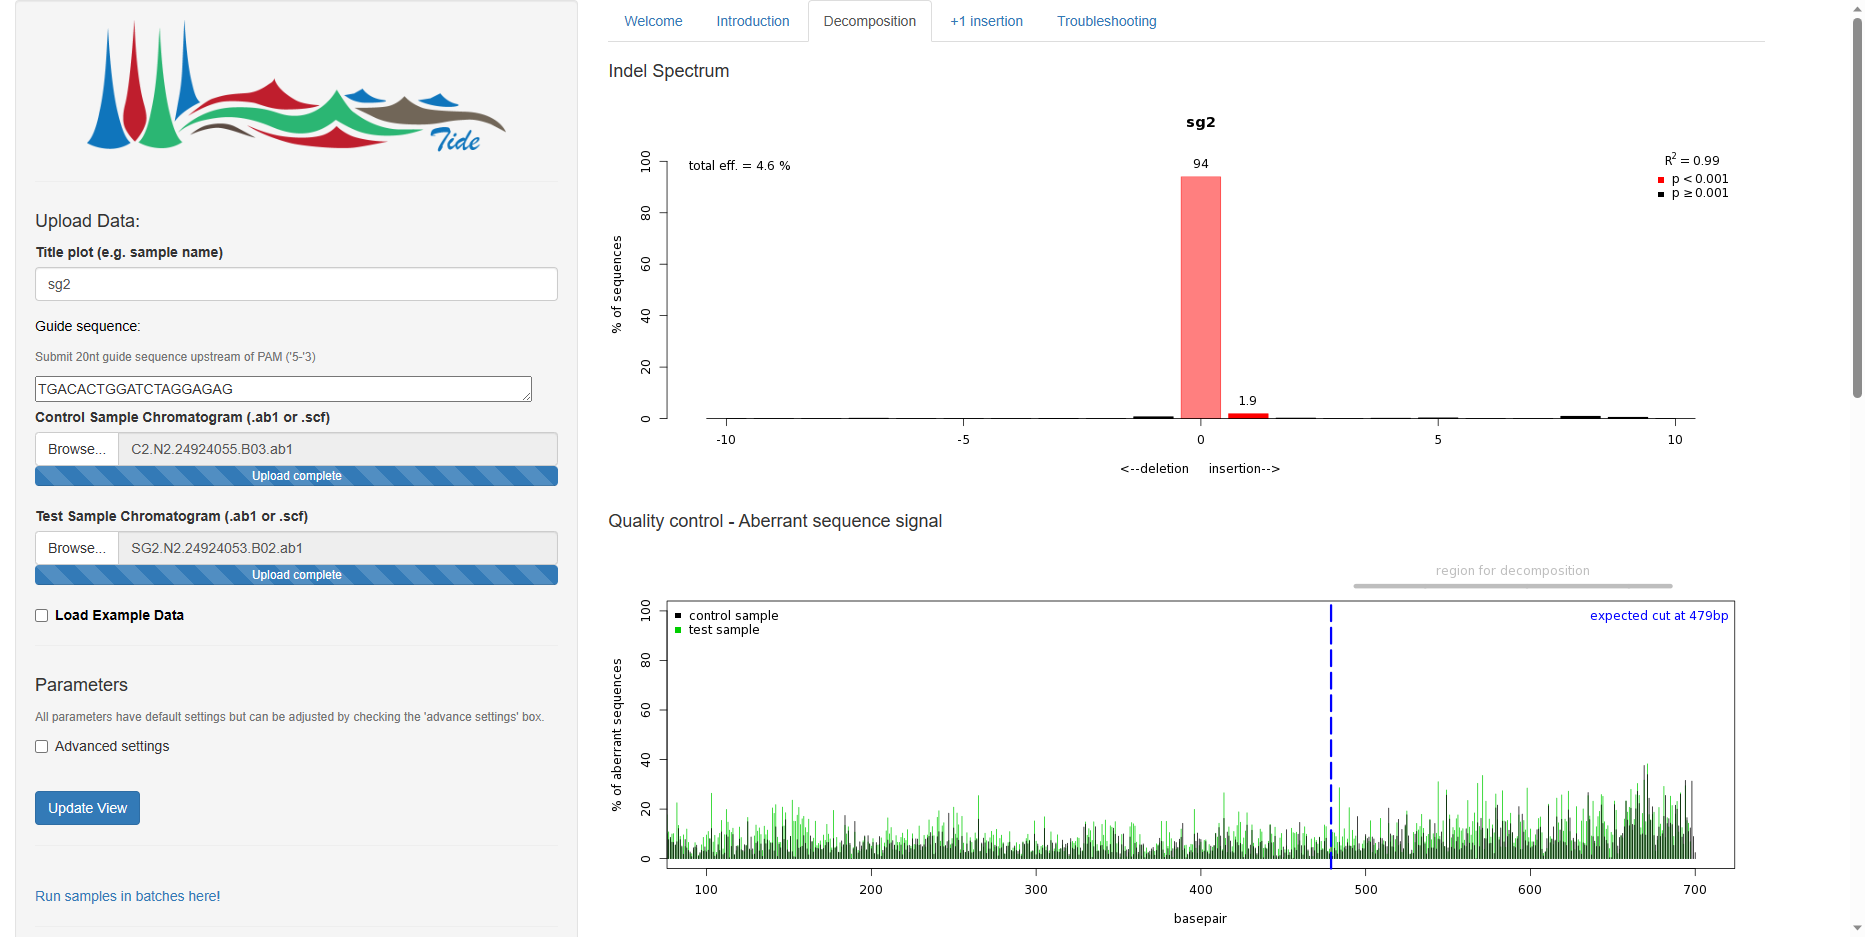 Tide
Upload Data:
Title plot (e.g. sample name)
sg2
Guide sequence:
Submit 20nt guide sequence upstream of PAM ('5-'3)
TGACACTGGATCTAGGAGAG
Control Sample Chromatogram (.ab1 or .scf)
Browse... C2.N2.24924055.B03.ab1
Upload complete
Test Sample Chromatogram (.ab1 or .scf)
Browse... SG2.N2.24924053.B02.ab1
Upload complete
Load Example Data
Parameters
All parameters have default settings but can be adjusted by checking the 'advance settings' box.
Advanced settings
Update View
Run samples in batches here!
Welcome Introduction Decomposition +1 insertion Troubleshooting
Indel Spectrum
sg2
total eff. = 4.6 %
94
R² = 0.99
p < 0.001
p ≥ 0.001
1.9
% of sequences
100
80
60
40
20
0
-10 -5 0 5 10
<--deletion insertion-->
Quality control - Aberrant sequence signal
region for decomposition
control sample
test sample
expected cut at 479bp
% of aberrant sequences
100
80
60
40
20
0
100 200 300 400 500 600 700
basepair